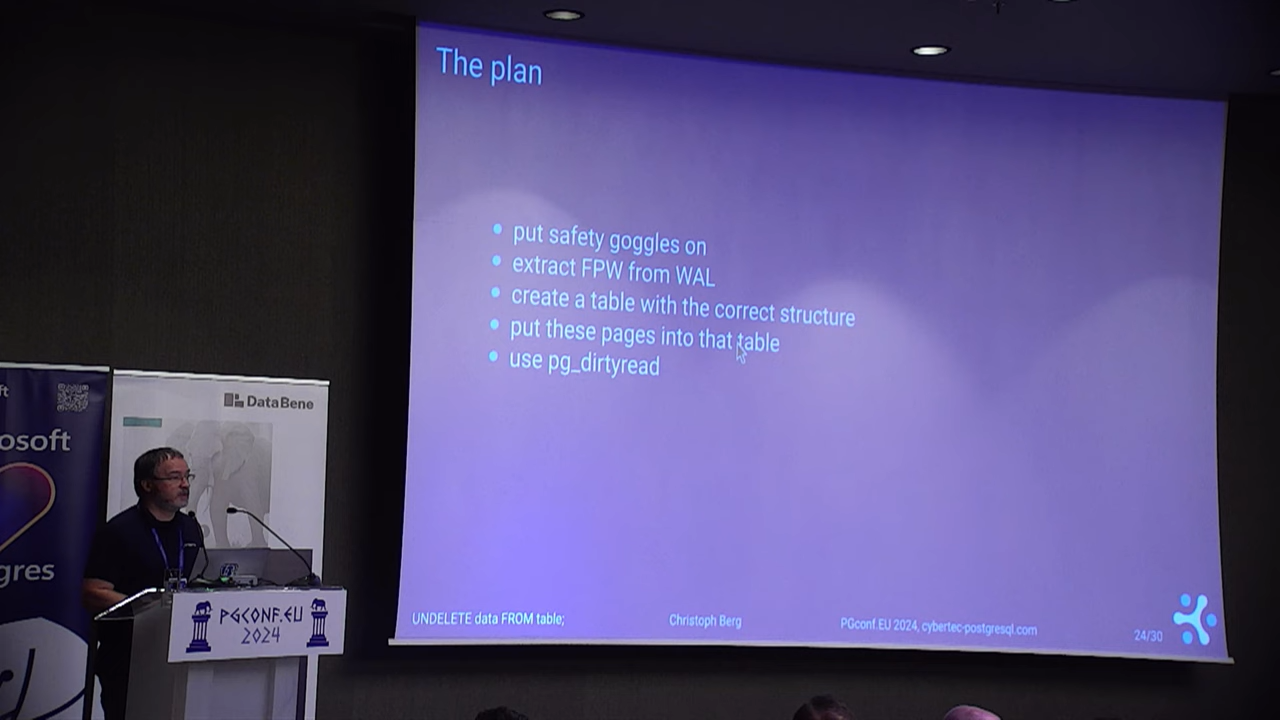 The plan
put safety goggles on
extract FPW from WAL
create a table with the correct structure
put these pages into that table
use pg_dirtyread
UNDELETE data FROM table;
Christoph Berg
PGconf.EU 2024, cybertec-postgresql.com
24/30
DataBene
ft
osoft
gres
PGCONF.EU
2024